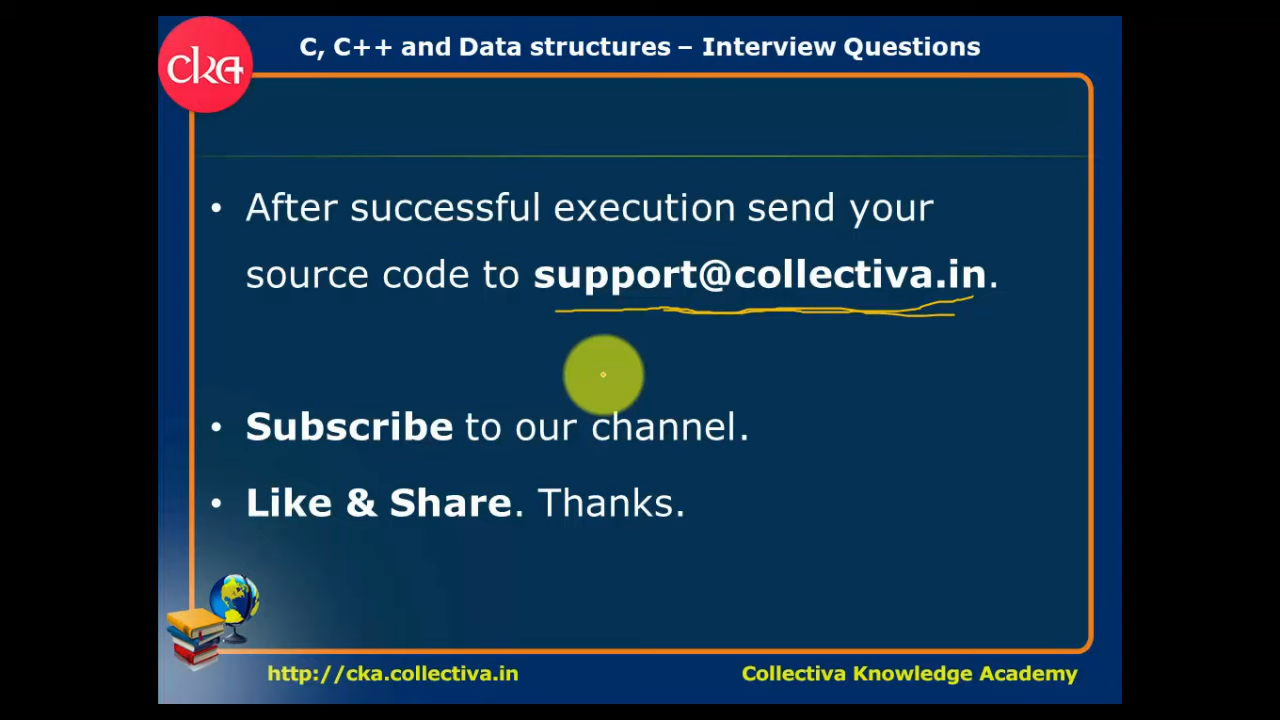 cka
C, C++ and Data structures – Interview Questions
• After successful execution send your
source code to support@collectiva.in.
• Subscribe to our channel.
• Like & Share. Thanks.
http://cka.collectiva.in
Collectiva Knowledge Academy